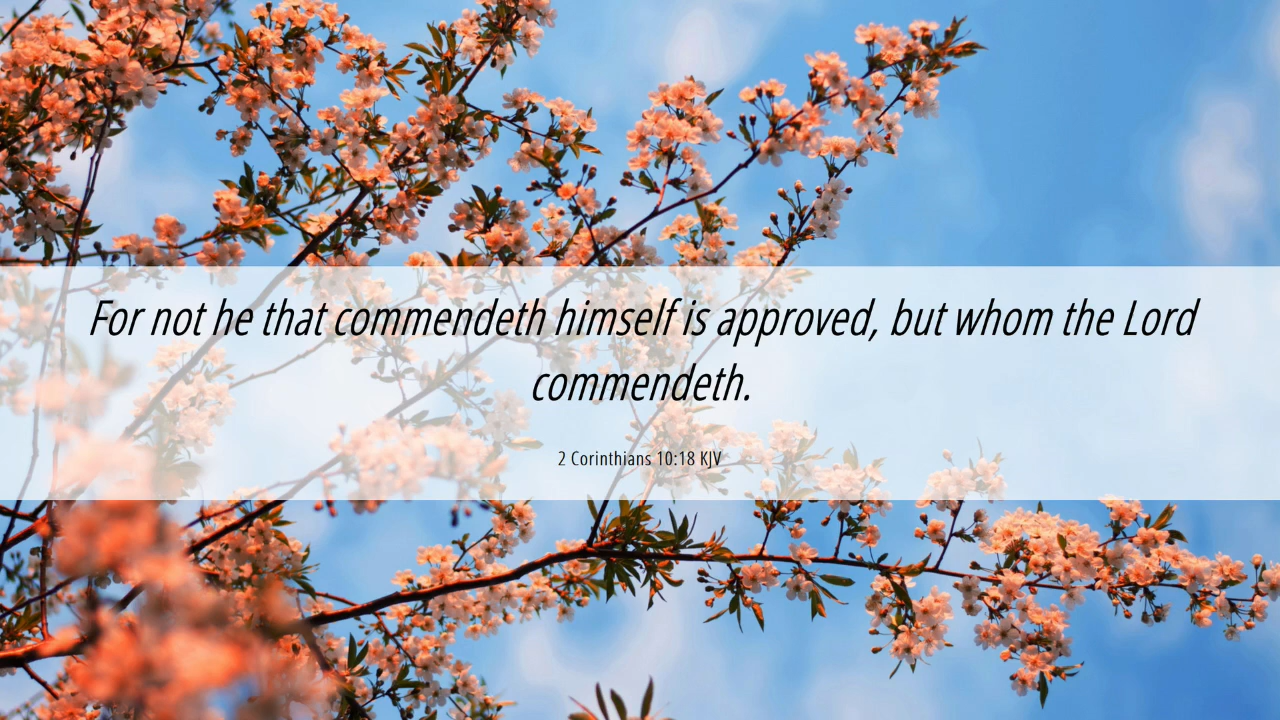 For not he that commendeth himself is approved, but whom the Lord
commendeth.
2 Corinthians 10:18 KJV